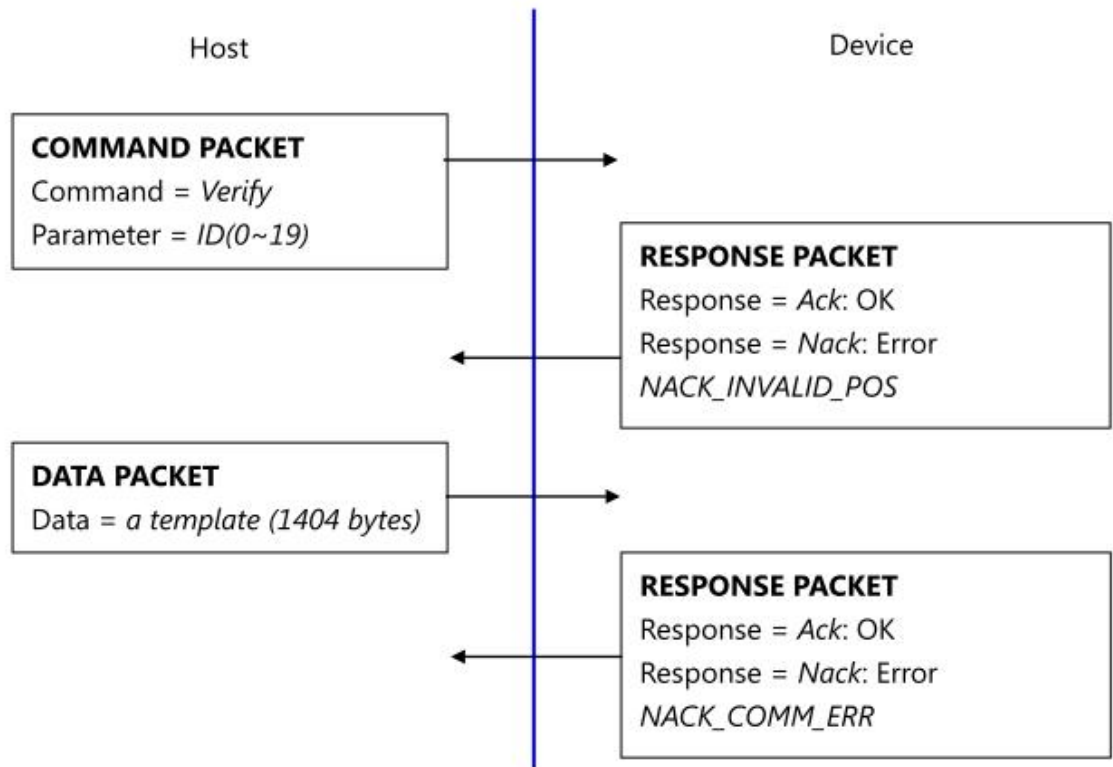 Host
Device
COMMAND PACKET
Command = Verify
Parameter = ID(0~19)
RESPONSE PACKET
Response = Ack: OK
Response = Nack: Error
NACK_INVALID_POS
DATA PACKET
Data = a template (1404 bytes)
RESPONSE PACKET
Response = Ack: OK
Response = Nack: Error
NACK_COMM_ERR